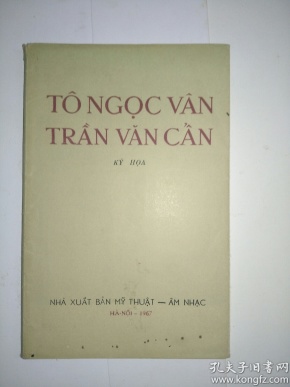 TÔ NGỌC VÂN
TRẦN VĂN CẨN
KÝ HỌA
NHÀ XUẤT BẢN MỸ THUẬT — ÂM NHẠC
HÀ-NỘI - 1967
孔夫子旧书网
book.kongfz.com